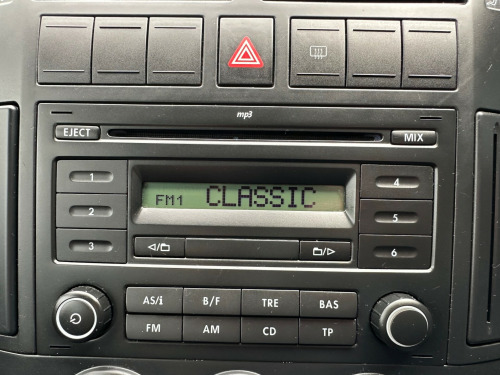 mp3
EJECT
MIX
1
4
FM1 CLASSIC
2
5
3
6
AS/i B/F TRE BAS
FM AM CD TP